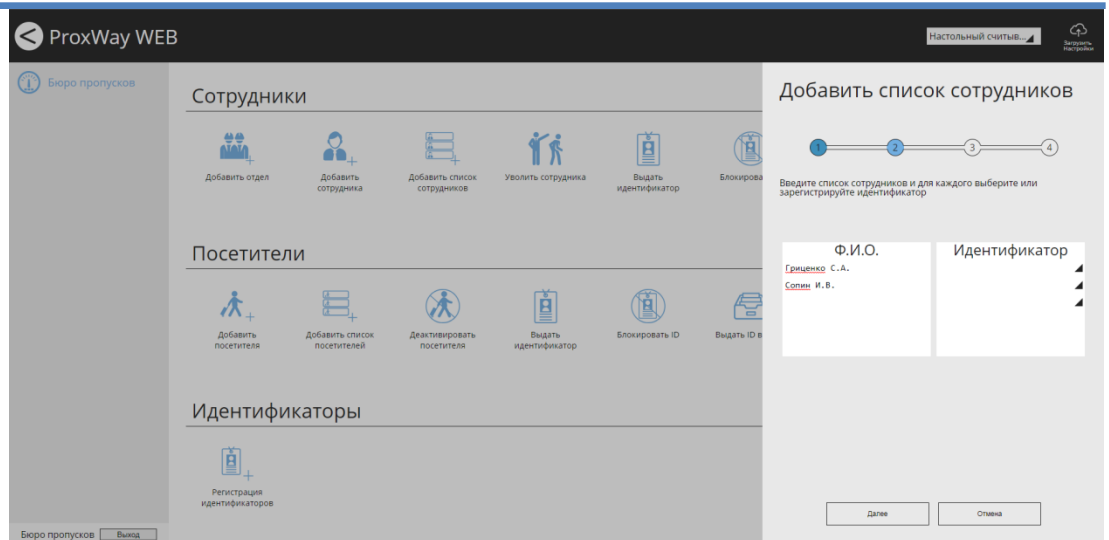 ProxWay WEB
Настольный считыв...
Загрузить
Настройки
Бюро пропусков
Сотрудники
Добавить отдел
Добавить
сотрудника
Добавить список
сотрудников
Уволить сотрудника
Выдать
идентификатор
Блокирова
Посетители
Добавить
посетителя
Добавить список
посетителей
Деактивировать
посетителя
Выдать
идентификатор
Блокировать ID
Выдать ID в
Идентификаторы
Регистрация
идентификаторов
Бюро пропусков Выход
Добавить список сотрудников
1 2 3 4
Введите список сотрудников и для каждого выберите или
зарегистрируйте идентификатор
Ф.И.О. Идентификатор
Гриценко С.А.
Сопин И.В.
Далее Отмена